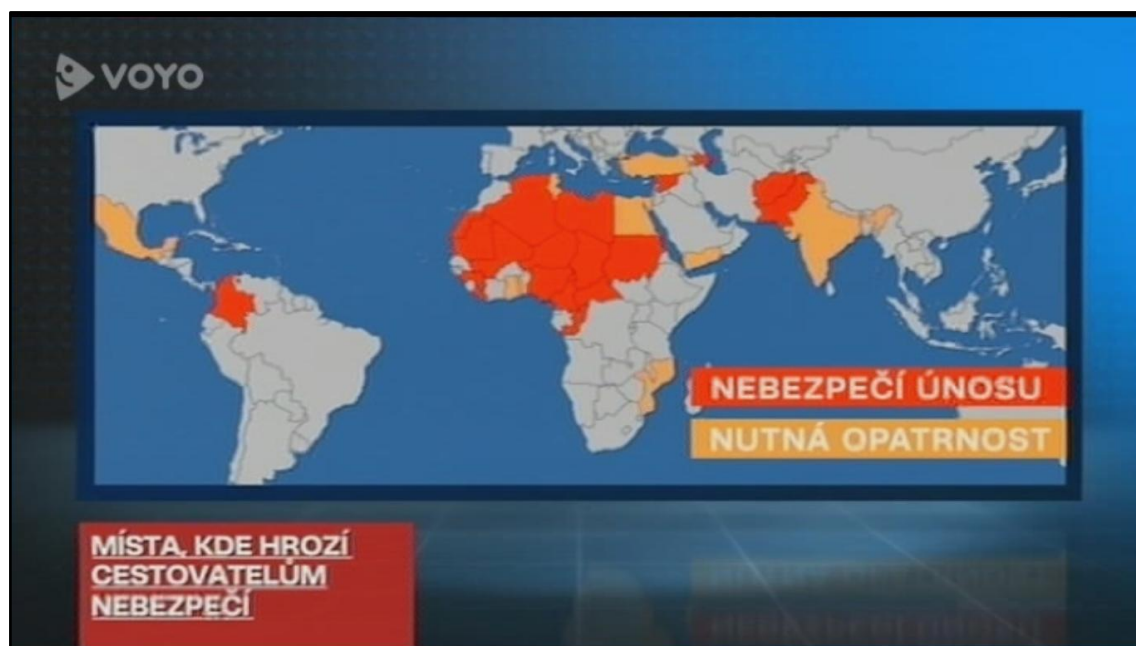 VOYO
NEBEZPEČÍ ÚNOSU
NUTNÁ OPATRNOST
MÍSTA, KDE HROZÍ
CESTOVATELŮM
NEBEZPEČÍ